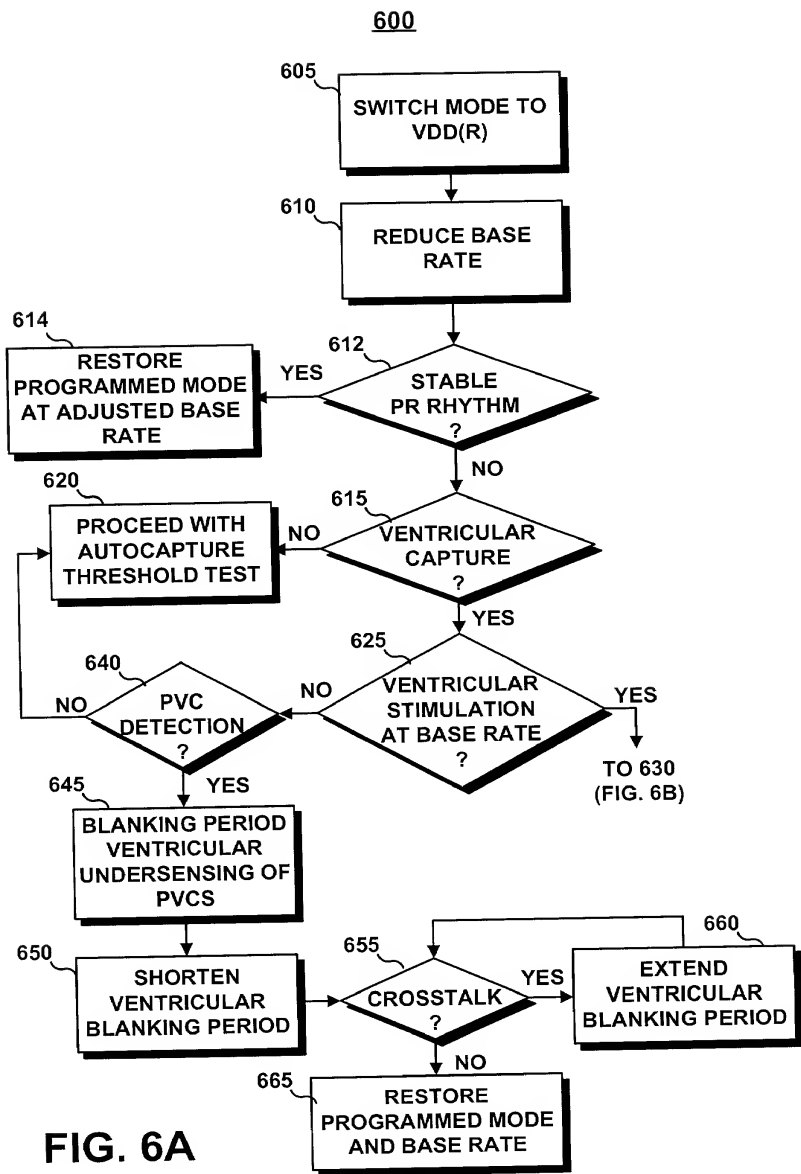 600
605
SWITCH MODE TO
VDD(R)
610
REDUCE BASE
RATE
614
RESTORE
PROGRAMMED MODE
AT ADJUSTED BASE
RATE
YES
612
STABLE
PR RHYTHM
?
NO
620
PROCEED WITH
AUTOCAPTURE
THRESHOLD TEST
NO
615
VENTRICULAR
CAPTURE
?
YES
640
NO
PVC
DETECTION
?
YES
NO
625
VENTRICULAR
STIMULATION
AT BASE RATE
?
YES
TO 630
(FIG. 6B)
645
BLANKING PERIOD
VENTRICULAR
UNDERSENSING OF
PVCS
650
SHORTEN
VENTRICULAR
BLANKING PERIOD
655
CROSSTALK
?
YES
660
EXTEND
VENTRICULAR
BLANKING PERIOD
NO
665
RESTORE
PROGRAMMED MODE
AND BASE RATE
FIG. 6A